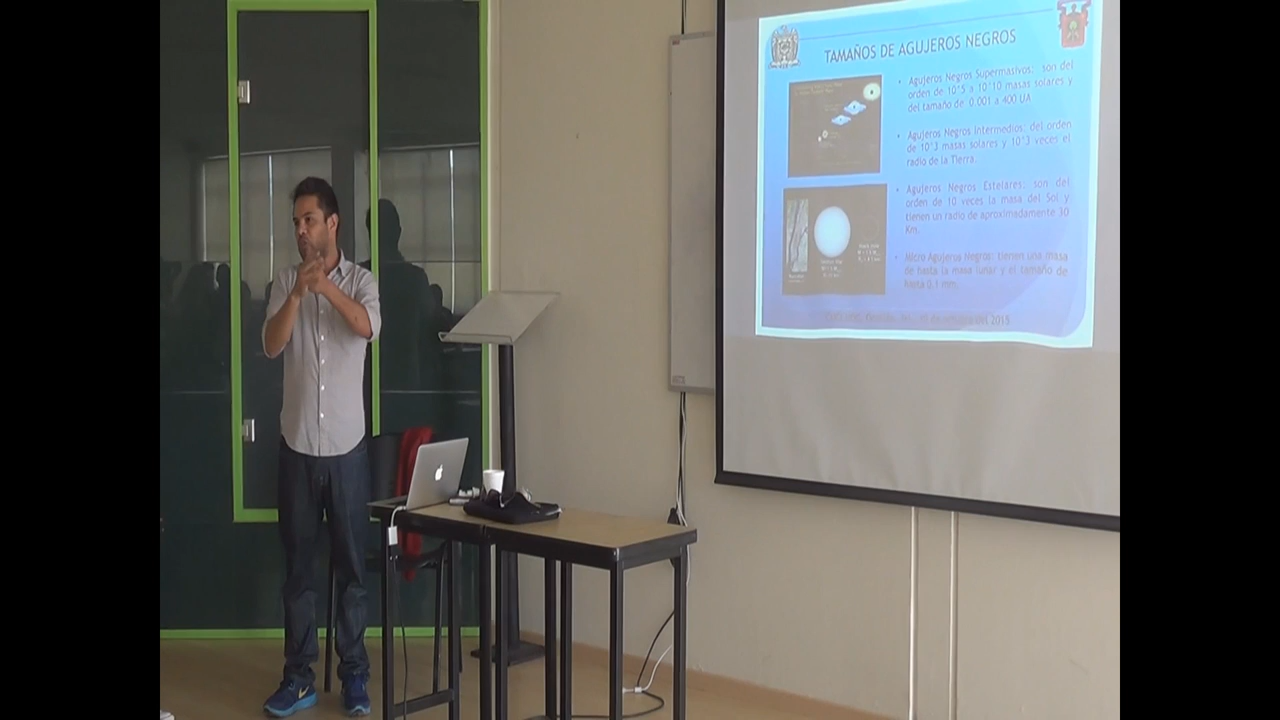 TAMAÑOS DE AGUJEROS NEGROS
• Agujeros Negros Supermasivos: son del
orden de 10^5 a 10^10 masas solares y
del tamaño de 0.001 a 400 UA
• Agujeros Negros Intermedios: del orden
de 10^3 masas solares y 10^3 veces el
radio de la Tierra.
• Agujeros Negros Estelares: son del
orden de 10 veces la masa del Sol y
tienen un radio de aproximadamente 30
Km.
• Micro Agujeros Negros: tienen una masa
de hasta la masa lunar y el tamaño de
hasta 0.1 mm.
del 2015